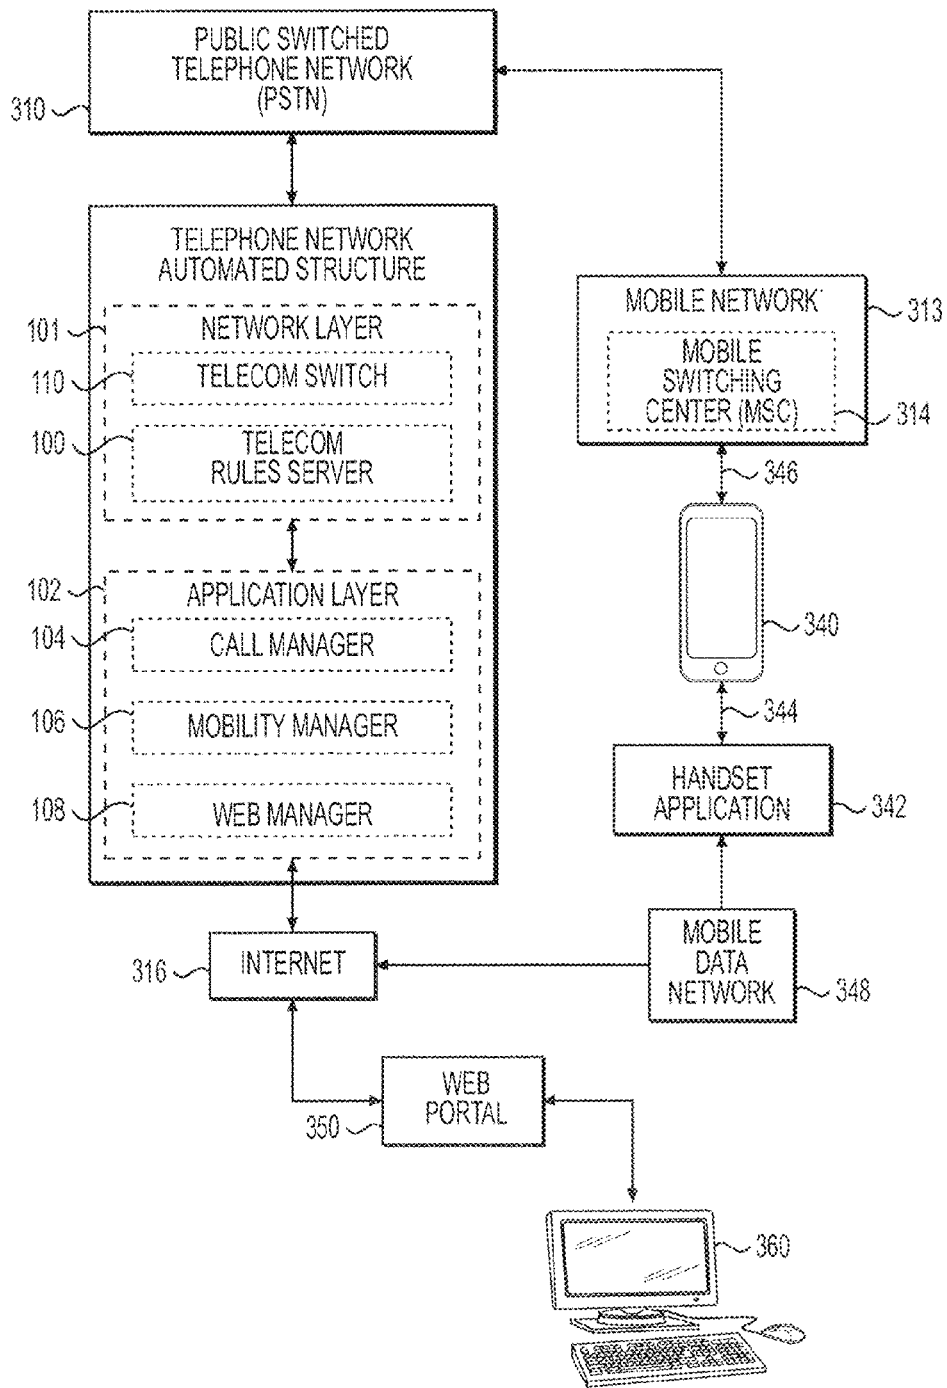 PUBLIC SWITCHED
TELEPHONE NETWORK
(PSTN)
310
TELEPHONE NETWORK
AUTOMATED STRUCTURE
101
NETWORK LAYER
110
TELECOM SWITCH
100
TELECOM
RULES SERVER
102
APPLICATION LAYER
104
CALL MANAGER
106
MOBILITY MANAGER
108
WEB MANAGER
MOBILE NETWORK
313
MOBILE
SWITCHING
CENTER (MSC)
314
346
340
344
HANDSET
APPLICATION
342
INTERNET
316
MOBILE
DATA
NETWORK
348
WEB
PORTAL
350
360